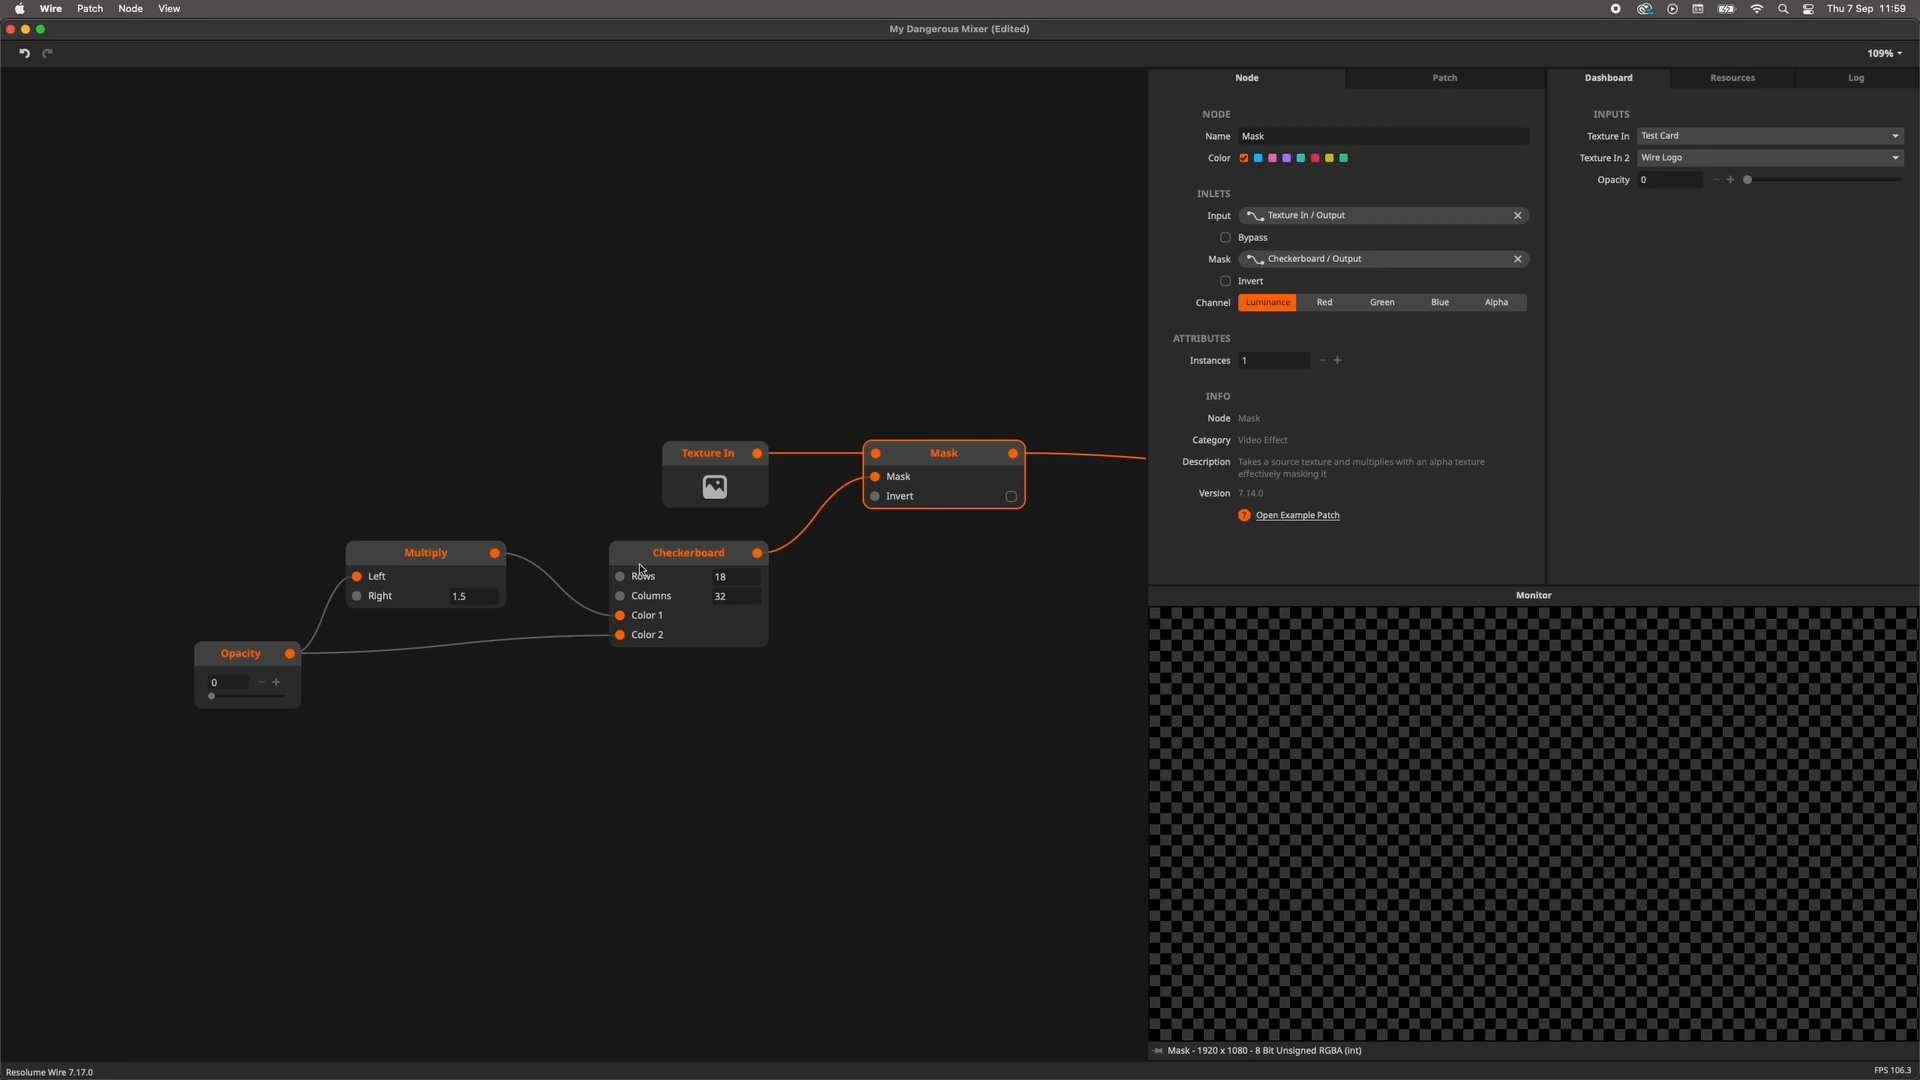 Wire Patch Node View Thu 7 Sep 11:59
My Dangerous Mixer (Edited)
109%
Node Patch Dashboard Resources Log
NODE
Name Mask
Color
INLETS
Input Texture In / Output
Bypass
Mask Checkerboard / Output
Invert
Channel Luminance Red Green Blue Alpha
ATTRIBUTES
Instances 1
INFO
Node Mask
Category Video Effect
Description Takes a source texture and multiplies with an alpha texture
effectively masking it
Version 7.14.0
? Open Example Patch
INPUTS
Texture In Test Card
Texture In 2 Wire Logo
Opacity 0
Texture In
Mask
Mask
Invert
Multiply
Left
Right 1.5
Checkerboard
Rows 18
Columns 32
Color 1
Color 2
Opacity
0
Monitor
Mask - 1920 x 1080 - 8 Bit Unsigned RGBA (int)
Resolume Wire 7.17.0
FPS 106.3